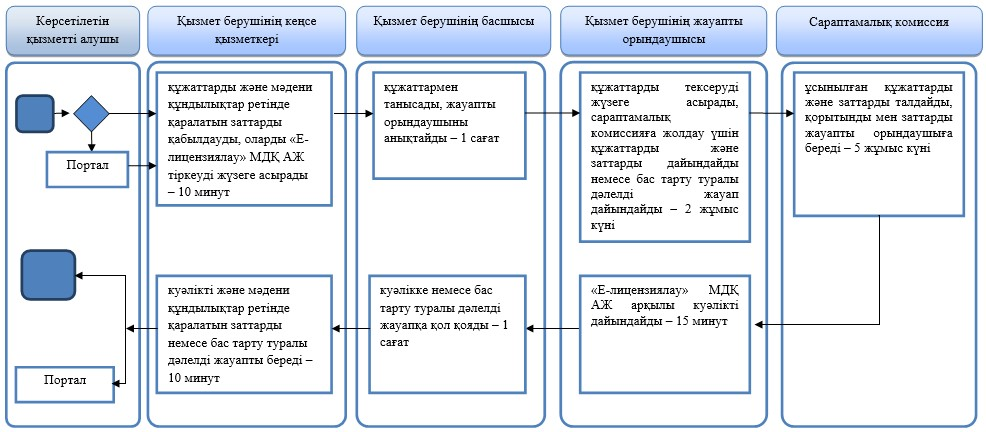 Көрсетілетін
қызметті алушы
Қызмет берушінің кеңсе
қызметкері
Қызмет берушінің басшысы
Қызмет берушінің жауапты
орындаушысы
Сараптамалық комиссия
Портал
құжаттарды және мәдени
құндылықтар ретінде
қаралатын заттарды
қабылдауды, оларды «Е-
лицензиялау» МДҚ АЖ
тіркеуді жүзеге асырады
– 10 минут
құжаттармен
танысады, жауапты
орындаушыны
анықтайды – 1 сағат
құжаттарды тексеруді
жүзеге асырады,
сараптамалық
комиссияға жолдау үшін
құжаттарды және
заттарды дайындайды
немесе бас тарту туралы
дәлелді жауап
дайындайды – 2 жұмыс
күні
ұсынылған құжаттарды
және заттарды талдайды,
қорытынды мен заттарды
жауапты орындаушыға
береді – 5 жұмыс күні
Портал
куәлікті және мәдени
құндылықтар ретінде
қаралатын заттарды
немесе бас тарту туралы
дәлелді жауапты береді –
10 минут
куәлікке немесе бас
тарту туралы дәлелді
жауапқа қол қояды – 1
сағат
«Е-лицензиялау» МДҚ
АЖ арқылы куәлікті
дайындайды – 15 минут